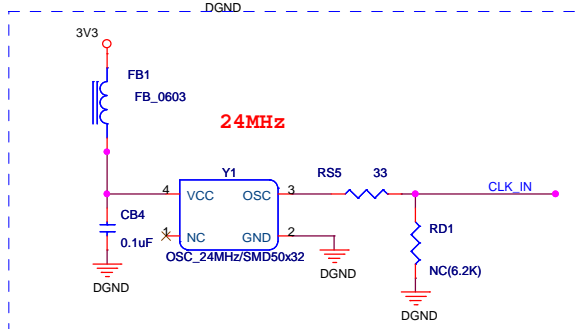 DGND
3V3
FB1
FB_0603
24MHz
Y1
RS5 33
4 VCC OSC 3
CLK_IN
CB4
0.1uF
1 NC GND 2
RD1
OSC_24MHz/SMD50x32
NC(6.2K)
DGND
DGND
DGND